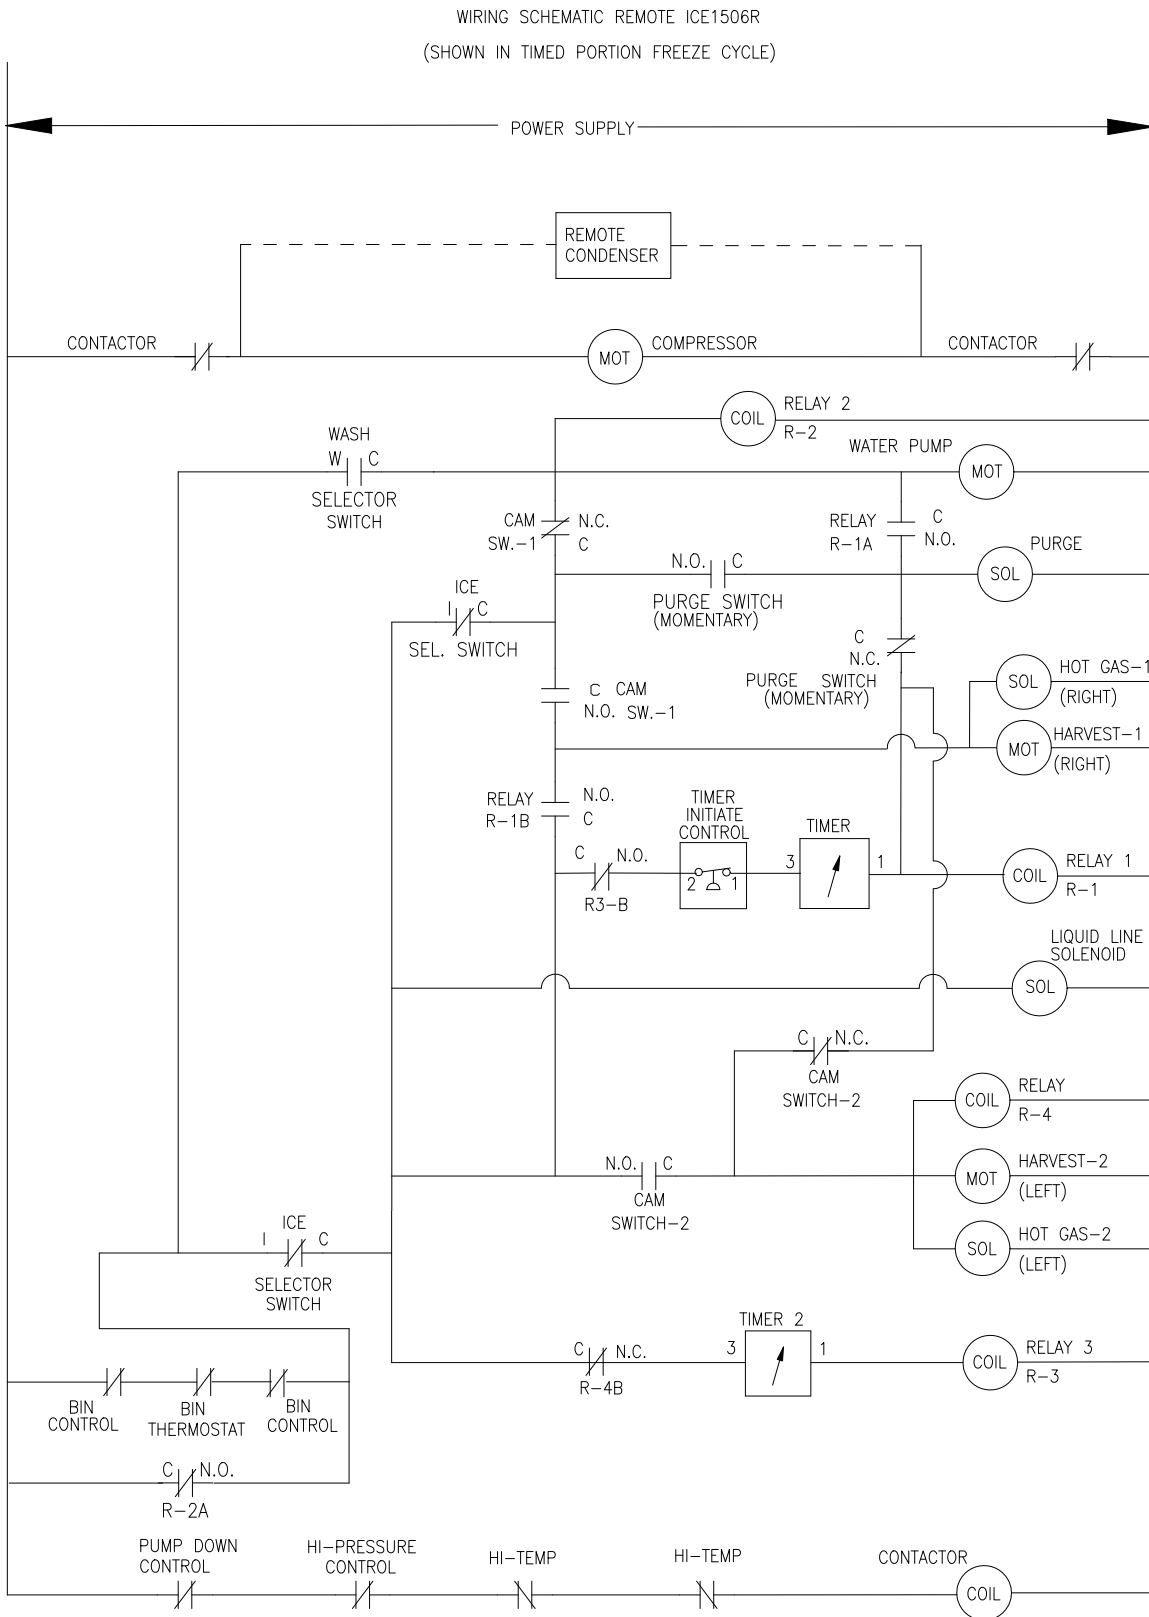 WIRING SCHEMATIC REMOTE ICE1506R
(SHOWN IN TIMED PORTION FREEZE CYCLE)
POWER SUPPLY
REMOTE
CONDENSER
CONTACTOR
MOT
COMPRESSOR
CONTACTOR
COIL
RELAY 2
R-2
WASH
W C
SELECTOR
SWITCH
WATER PUMP
MOT
CAM
SW.-1
N.C.
C
RELAY
R-1A
C
N.O.
N.O. C
PURGE SWITCH
(MOMENTARY)
SOL
PURGE
ICE
I C
SEL. SWITCH
C
N.C.
PURGE SWITCH
(MOMENTARY)
C CAM
N.O. SW.-1
SOL
HOT GAS-1
(RIGHT)
MOT
HARVEST-1
(RIGHT)
RELAY
R-1B
N.O.
C
TIMER
INITIATE
CONTROL
2 1
TIMER
3 1
C N.O.
R3-B
COIL
RELAY 1
R-1
LIQUID LINE
SOLENOID
SOL
C N.C.
CAM
SWITCH-2
COIL
RELAY
R-4
N.O. C
CAM
SWITCH-2
MOT
HARVEST-2
(LEFT)
SOL
HOT GAS-2
(LEFT)
ICE
I C
SELECTOR
SWITCH
C N.C.
R-4B
TIMER 2
3 1
COIL
RELAY 3
R-3
BIN
CONTROL
BIN
THERMOSTAT
BIN
CONTROL
C N.O.
R-2A
PUMP DOWN
CONTROL
HI-PRESSURE
CONTROL
HI-TEMP
HI-TEMP
CONTACTOR
COIL